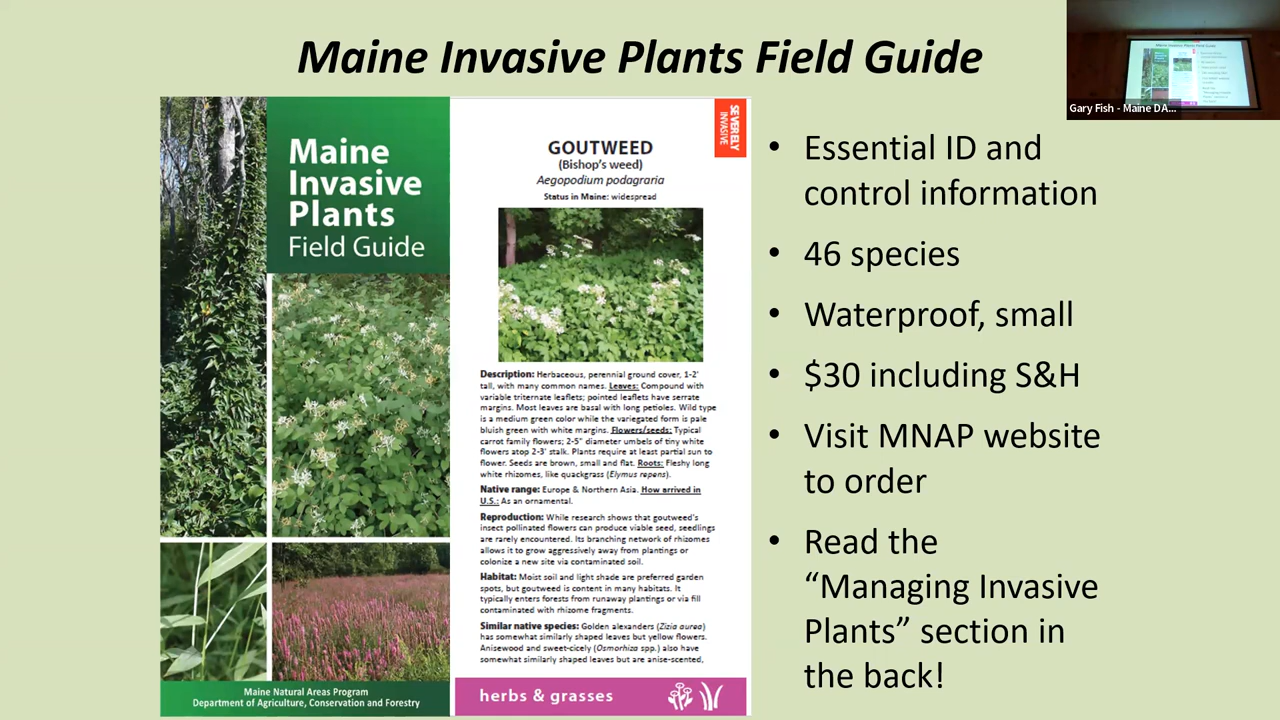 Maine Invasive Plants Field Guide
Gary Fish - Maine DA...
Maine
Invasive
Plants
Field Guide
Maine Natural Areas Program
Department of Agriculture, Conservation and Forestry
SEVERELY
INVASIVE
GOUTWEED
(Bishop's weed)
Aegopodium podagraria
Status in Maine: widespread
Description: Herbaceous, perennial ground cover, 1-2'
tall, with many common names. Leaves: Compound with
variable triternate leaflets; pointed leaflets have serrate
margins. Most leaves are basal with long petioles. Wild type
is a medium green color while the variegated form is pale
bluish green with white margins. Flowers/seeds: Typical
carrot family flowers; 2-5" diameter umbels of tiny white
flowers atop 2-3' stalk. Plants require at least partial sun to
flower. Seeds are brown, small and flat. Roots: Fleshy long
white rhizomes, like quackgrass (Elymus repens).
Native range: Europe & Northern Asia. How arrived in
U.S.: As an ornamental.
Reproduction: While research shows that goutweed's
insect pollinated flowers can produce viable seed, seedlings
are rarely encountered. Its branching network of rhizomes
allows it to grow aggressively away from plantings or
colonize a new site via contaminated soil.
Habitat: Moist soil and light shade are preferred garden
spots, but goutweed is content in many habitats. It
typically enters forests from runaway plantings or via fill
contaminated with rhizome fragments.
Similar native species: Golden alexanders (Zizia aurea)
has somewhat similarly shaped leaves but yellow flowers.
Anisewood and sweet-cicely (Osmorhiza spp.) also have
somewhat similarly shaped leaves but are anise-scented,
herbs & grasses
• Essential ID and
control information
• 46 species
• Waterproof, small
• $30 including S&H
• Visit MNAP website
to order
• Read the
“Managing Invasive
Plants” section in
the back!